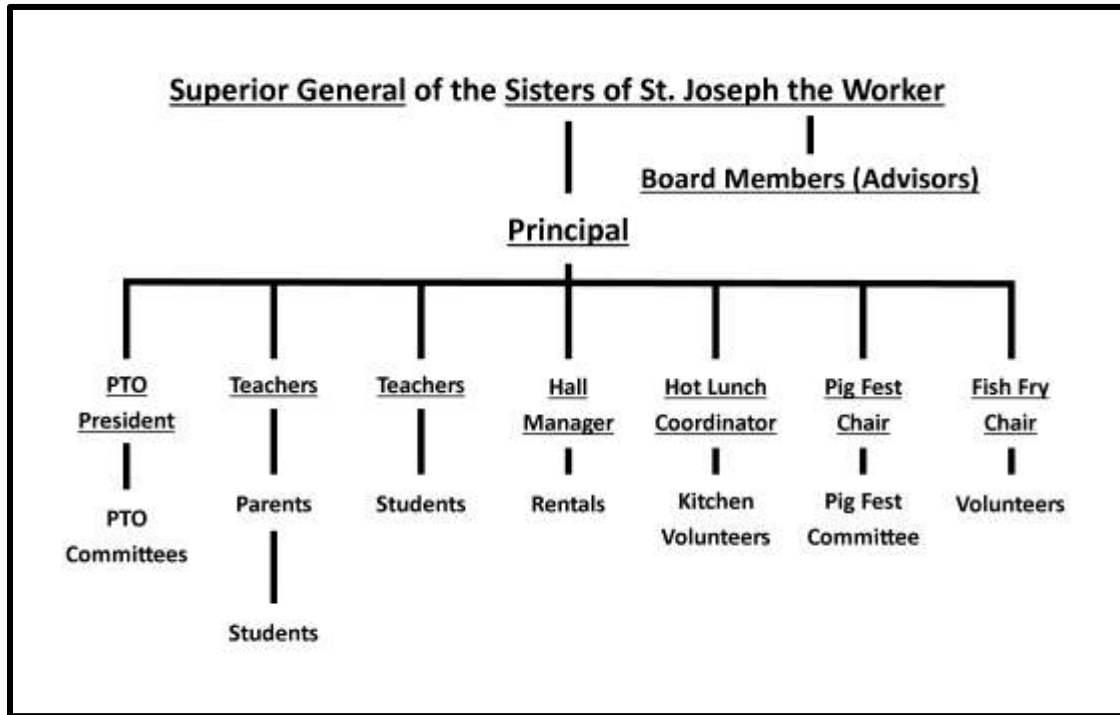 Superior General of the Sisters of St. Joseph the Worker
Board Members (Advisors)
Principal
PTO
President
Teachers
Teachers
Hall
Manager
Hot Lunch
Coordinator
Pig Fest
Chair
Fish Fry
Chair
PTO
Committees
Parents
Students
Rentals
Kitchen
Volunteers
Pig Fest
Committee
Volunteers
Students